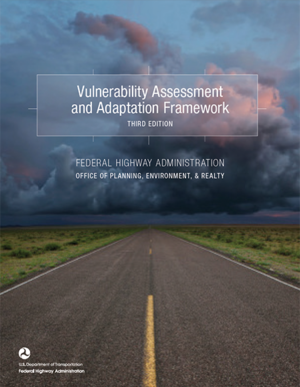 Vulnerability Assessment
and Adaptation Framework
THIRD EDITION
FEDERAL HIGHWAY ADMINISTRATION
OFFICE OF PLANNING, ENVIRONMENT, & REALTY
U.S. Department of Transportation
Federal Highway Administration